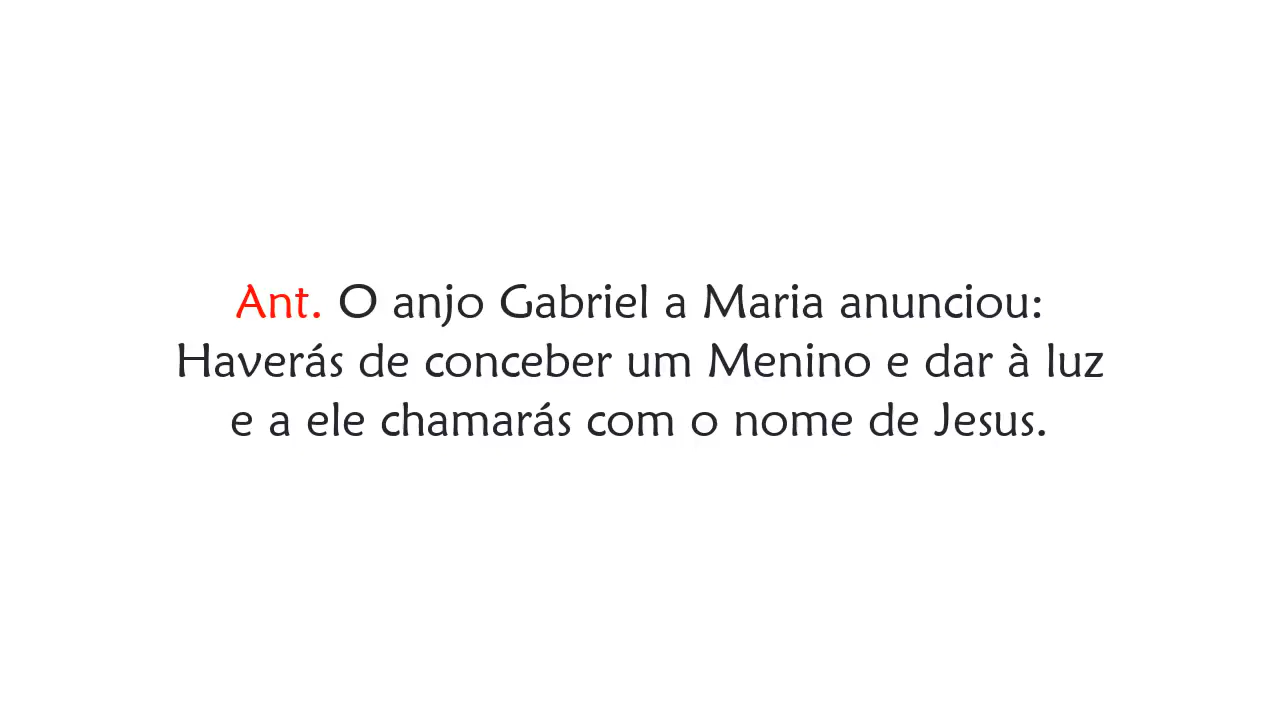 Ant. O anjo Gabriel a Maria anunciou:
Haverás de conceber um Menino e dar à luz
e a ele chamarás com o nome de Jesus.